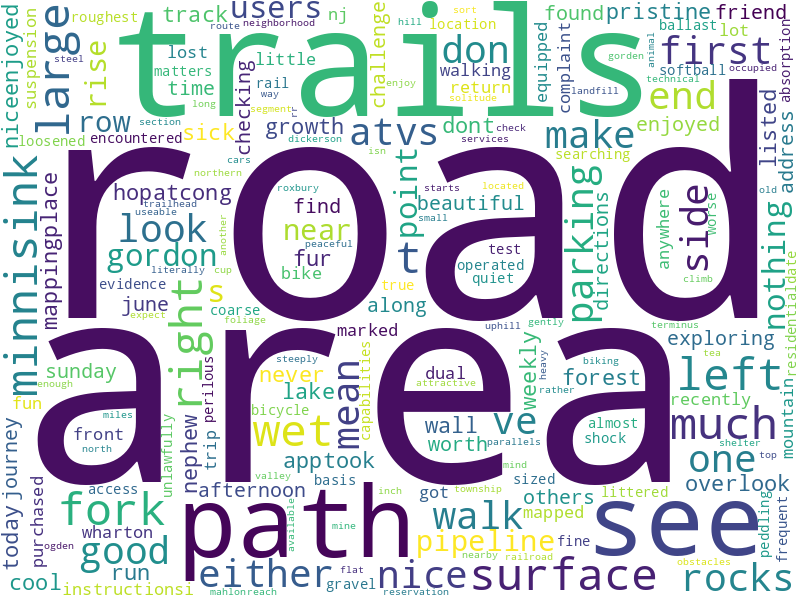 trails
road
area
path
see
surface
nice
either
walk
fork
good
rocks
much
left
one
ve
wet
mean
right
minnisink
large
rise
row
sick
growth
atvs
make
end
first
don
users
track
nj
found
pristine
friend
roughest
route
neighborhood
hill
sort
location
gorden
ballast
lot
animal
occupied
technical
softball
landfill
absorption
niceenjoyed
suspension
steel
lost
matters
time
long
rail
way
segment
little
rr
checking
challenge
enjoy
walking
return
solitude
equipped
complaint
check
services
enjoyed
listed
address
loosened
section
encountered
cars
dickerson
dont
isn
searching
northern
roxbury
starts
located
old
hopatcong
useable
trailhead
find
point
beautiful
small
parking
directions
anywhere
worse
side
nothing
look
gordon
another
near
peaceful
fur
bike
test
operated
quiet
t
climb
mountain
residentialdate
mappingplace
literally
evidence
cup
s
true
june
expect
coarse
foliage
along
marked
uphill
gently
terminus
exploring
sunday
steeply
never
dual
biking
tea
heavy
rather
enough
fun
perilous
lake
attractive
capabilities
weekly
forest
recently
bicycle
miles
front
north
unlawfully
nephew
trip
wall
parallels
worth
almost
shock
shelter
top
today
journey
valley
apptook
mind
overlook
access
afternoon
basis
sized
others
littered
purchased
wharton
inch
got
township
mapped
peddling
frequent
ogden
available
mine
pipeline
fine
run
nearby
railroad
cool
instructionsi
flat
gravel
obstacles
mahlonreach
reservation